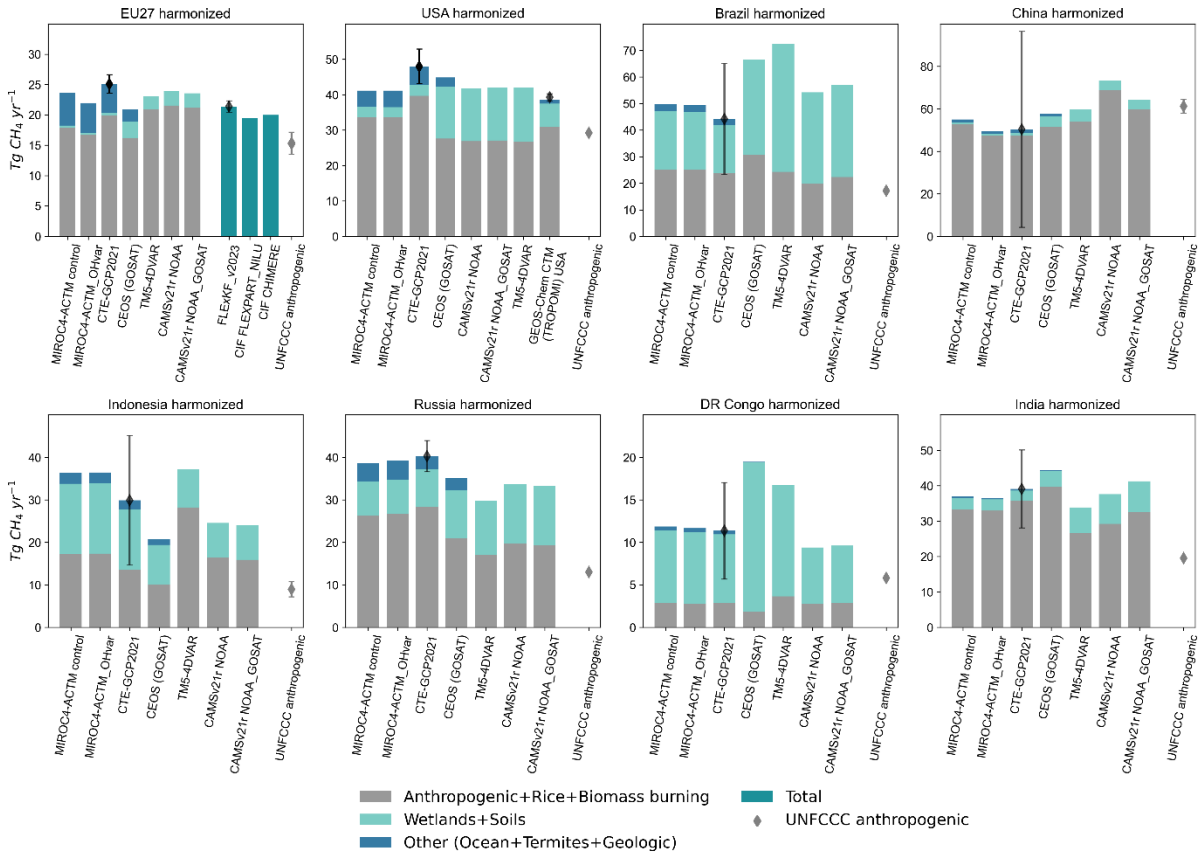 EU27 harmonized
USA harmonized
Brazil harmonized
China harmonized
Tg CH4 yr−1
30
25
20
15
10
5
0
MIROC4-ACTM control
MIROC4-ACTM_OHvar
CTE-GCP2021
CEOS (GOSAT)
TM5-4DVAR
CAMSv21r NOAA
CAMSv21r NOAA_GOSAT
FLExKF_v2023
CIF FLEXPART_NILU
CIF CHIMERE
UNFCCC anthropogenic
50
40
30
20
10
0
MIROC4-ACTM control
MIROC4-ACTM_OHvar
CTE-GCP2021
CEOS (GOSAT)
CAMSv21r NOAA
CAMSv21r NOAA_GOSAT
TM5-4DVAR
GEOS-Chem CTM
(TROPOMI) USA
UNFCCC anthropogenic
80
70
60
50
40
30
20
10
0
MIROC4-ACTM control
MIROC4-ACTM_OHvar
CTE-GCP2021
CEOS (GOSAT)
TM5-4DVAR
CAMSv21r NOAA
CAMSv21r NOAA_GOSAT
UNFCCC anthropogenic
80
60
40
20
0
MIROC4-ACTM control
MIROC4-ACTM_OHvar
CTE-GCP2021
CEOS (GOSAT)
TM5-4DVAR
CAMSv21r NOAA
CAMSv21r NOAA_GOSAT
UNFCCC anthropogenic
Indonesia harmonized
Russia harmonized
DR Congo harmonized
India harmonized
Tg CH4 yr−1
40
30
20
10
0
MIROC4-ACTM control
MIROC4-ACTM_OHvar
CTE-GCP2021
CEOS (GOSAT)
TM5-4DVAR
CAMSv21r NOAA
CAMSv21r NOAA_GOSAT
UNFCCC anthropogenic
40
30
20
10
0
MIROC4-ACTM control
MIROC4-ACTM_OHvar
CTE-GCP2021
CEOS (GOSAT)
TM5-4DVAR
CAMSv21r NOAA
CAMSv21r NOAA_GOSAT
UNFCCC anthropogenic
20
15
10
5
0
MIROC4-ACTM control
MIROC4-ACTM_OHvar
CTE-GCP2021
CEOS (GOSAT)
TM5-4DVAR
CAMSv21r NOAA
CAMSv21r NOAA_GOSAT
UNFCCC anthropogenic
50
40
30
20
10
0
MIROC4-ACTM control
MIROC4-ACTM_OHvar
CTE-GCP2021
CEOS (GOSAT)
TM5-4DVAR
CAMSv21r NOAA
CAMSv21r NOAA_GOSAT
UNFCCC anthropogenic
Anthropogenic+Rice+Biomass burning
Wetlands+Soils
Other (Ocean+Termites+Geologic)
Total
UNFCCC anthropogenic